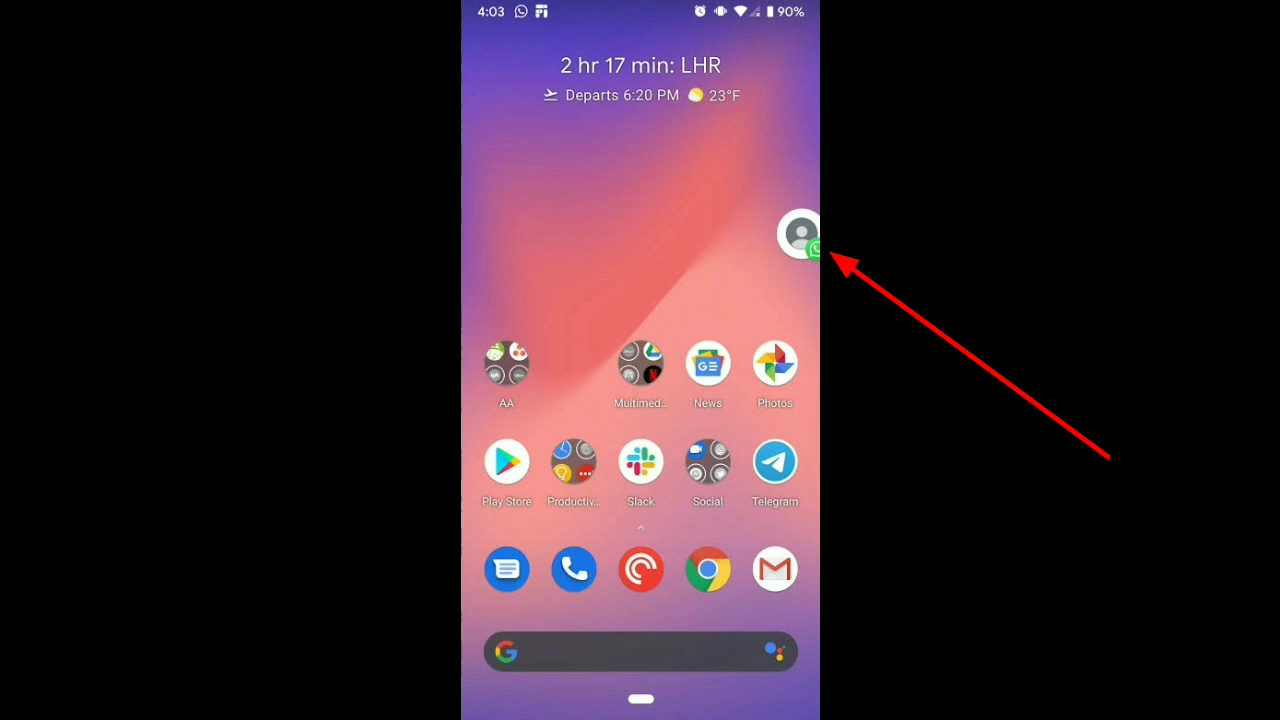 4:03
90%
2 hr 17 min: LHR
Departs 6:20 PM 23°F
AA
Multimed...
News
Photos
Play Store
Productiv...
Slack
Social
Telegram